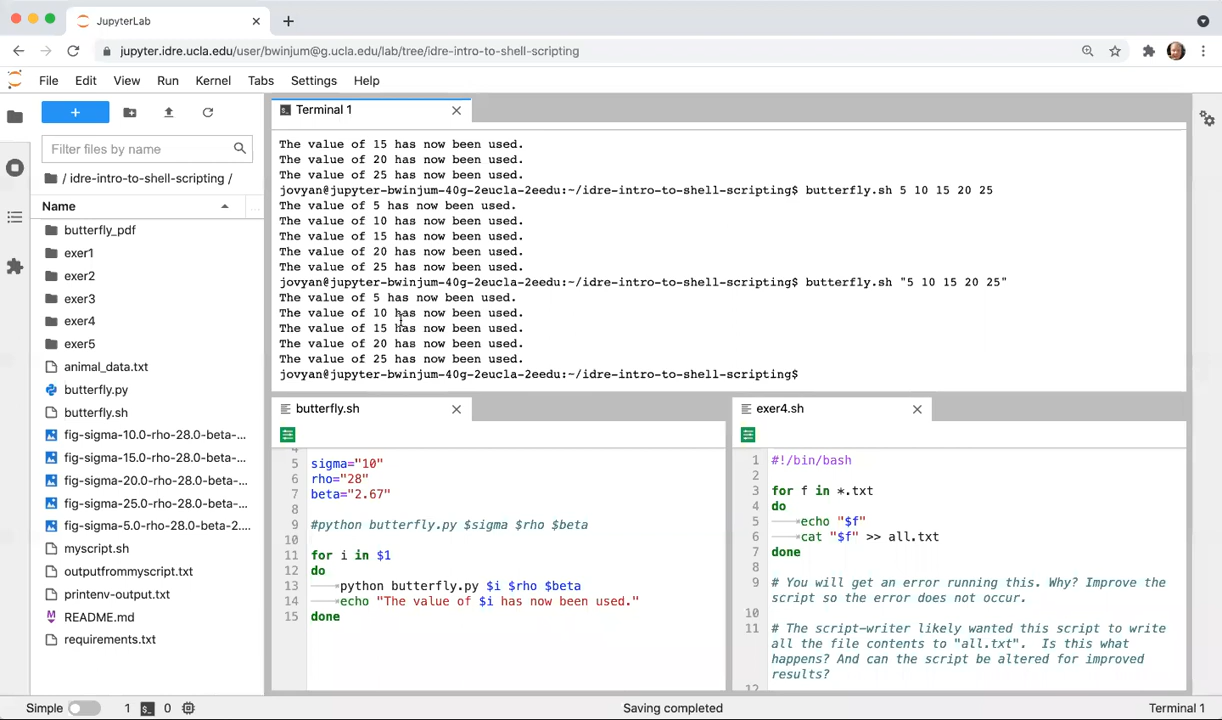 JupyterLab
jupyter.idre.ucla.edu/user/bwinjum@g.ucla.edu/lab/tree/idre-intro-to-shell-scripting
File Edit View Run Kernel Tabs Settings Help
+
Filter files by name
/ idre-intro-to-shell-scripting /
Name
butterfly_pdf
exer1
exer2
exer3
exer4
exer5
animal_data.txt
butterfly.py
butterfly.sh
fig-sigma-10.0-rho-28.0-beta-...
fig-sigma-15.0-rho-28.0-beta-...
fig-sigma-20.0-rho-28.0-beta-...
fig-sigma-25.0-rho-28.0-beta-...
fig-sigma-5.0-rho-28.0-beta-2....
myscript.sh
outputfrommyscript.txt
printenv-output.txt
README.md
requirements.txt
Terminal 1
The value of 15 has now been used.
The value of 20 has now been used.
The value of 25 has now been used.
jovyan@jupyter-bwinjum-40g-2eucla-2eedu:~/idre-intro-to-shell-scripting$ butterfly.sh 5 10 15 20 25
The value of 5 has now been used.
The value of 10 has now been used.
The value of 15 has now been used.
The value of 20 has now been used.
The value of 25 has now been used.
jovyan@jupyter-bwinjum-40g-2eucla-2eedu:~/idre-intro-to-shell-scripting$ butterfly.sh "5 10 15 20 25"
The value of 5 has now been used.
The value of 10 has now been used.
The value of 15 has now been used.
The value of 20 has now been used.
The value of 25 has now been used.
jovyan@jupyter-bwinjum-40g-2eucla-2eedu:~/idre-intro-to-shell-scripting$
butterfly.sh
4
5 sigma="10"
6 rho="28"
7 beta="2.67"
8
9 #python butterfly.py $sigma $rho $beta
10
11 for i in $1
12 do
13 python butterfly.py $i $rho $beta
14 echo "The value of $i has now been used."
15 done
exer4.sh
1 #!/bin/bash
2
3 for f in *.txt
4 do
5 echo "$f"
6 cat "$f" >> all.txt
7 done
8
9 # You will get an error running this. Why? Improve the
script so the error does not occur.
10
11 # The script-writer likely wanted this script to write
all the file contents to "all.txt".  Is this what
happens? And can the script be altered for improved
results?
12
Simple 1 0 Saving completed Terminal 1